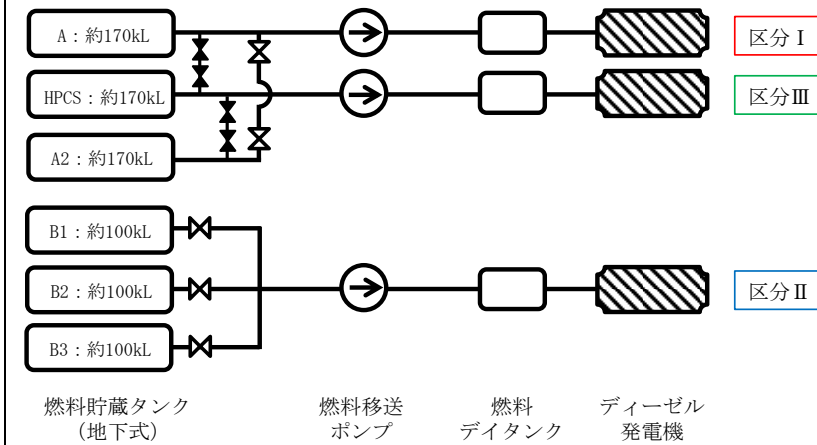 A：約170kL
区分Ⅰ
HPCS：約170kL
区分Ⅲ
A2：約170kL
B1：約100kL
B2：約100kL
区分Ⅱ
B3：約100kL
燃料貯蔵タンク
（地下式）
燃料移送
ポンプ
燃料
デイタンク
ディーゼル
発電機